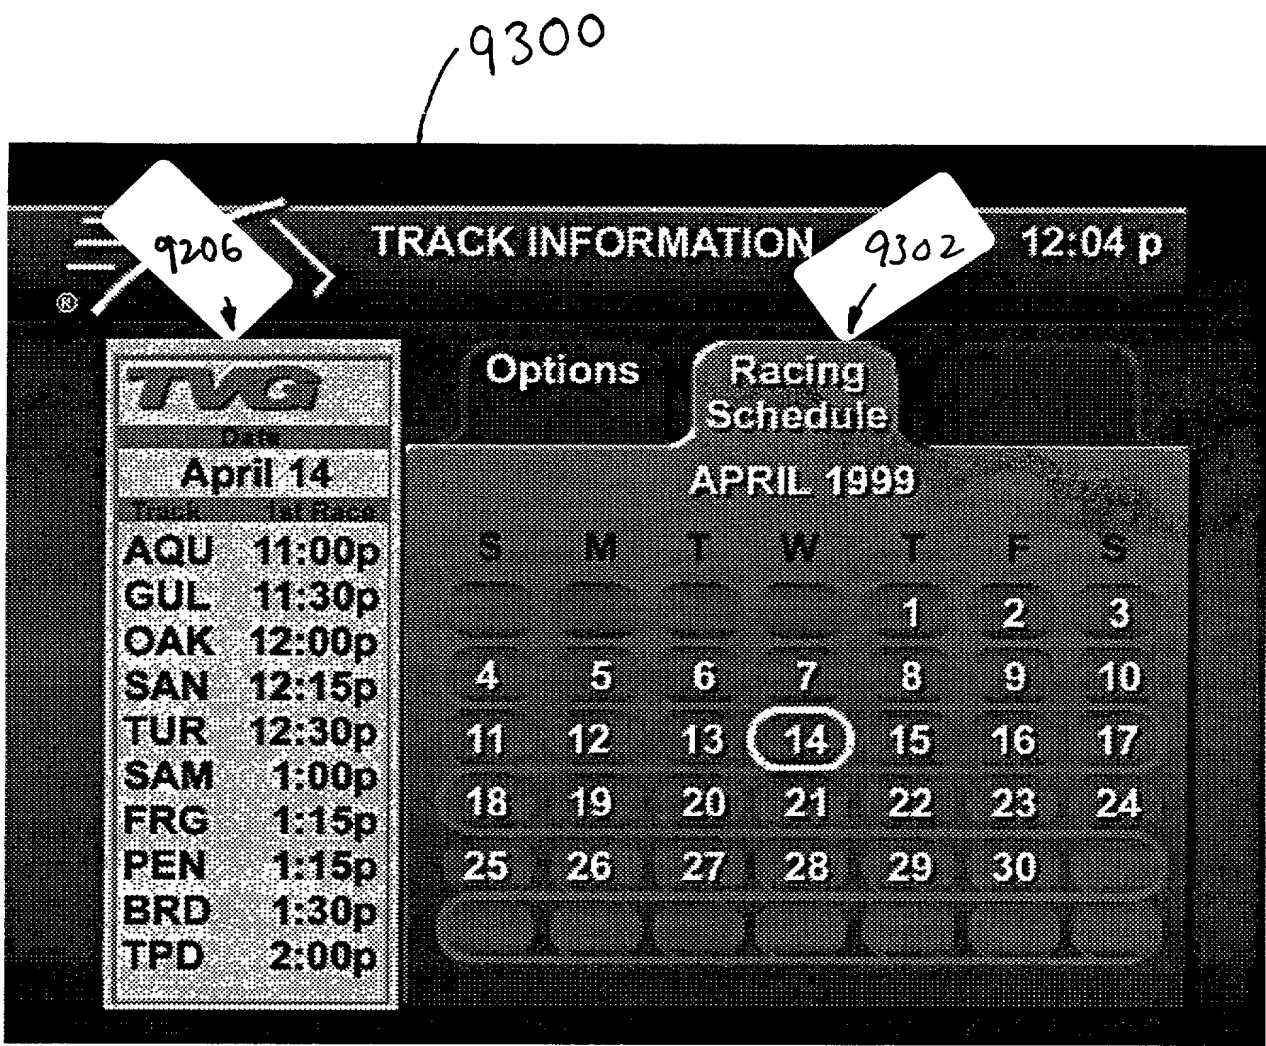 9300
9206
TRACK INFORMATION
9302
12:04 p
®
TVG
Date
April 14
Track 1st Race
AQU 11:00p
GUL 11:30p
OAK 12:00p
SAN 12:15p
TUR 12:30p
SAM 1:00p
FRG 1:15p
PEN 1:15p
BRD 1:30p
TPD 2:00p
Options
Racing
Schedule
APRIL 1999
S M T W T F S
1 2 3
4 5 6 7 8 9 10
11 12 13 14 15 16 17
18 19 20 21 22 23 24
25 26 27 28 29 30